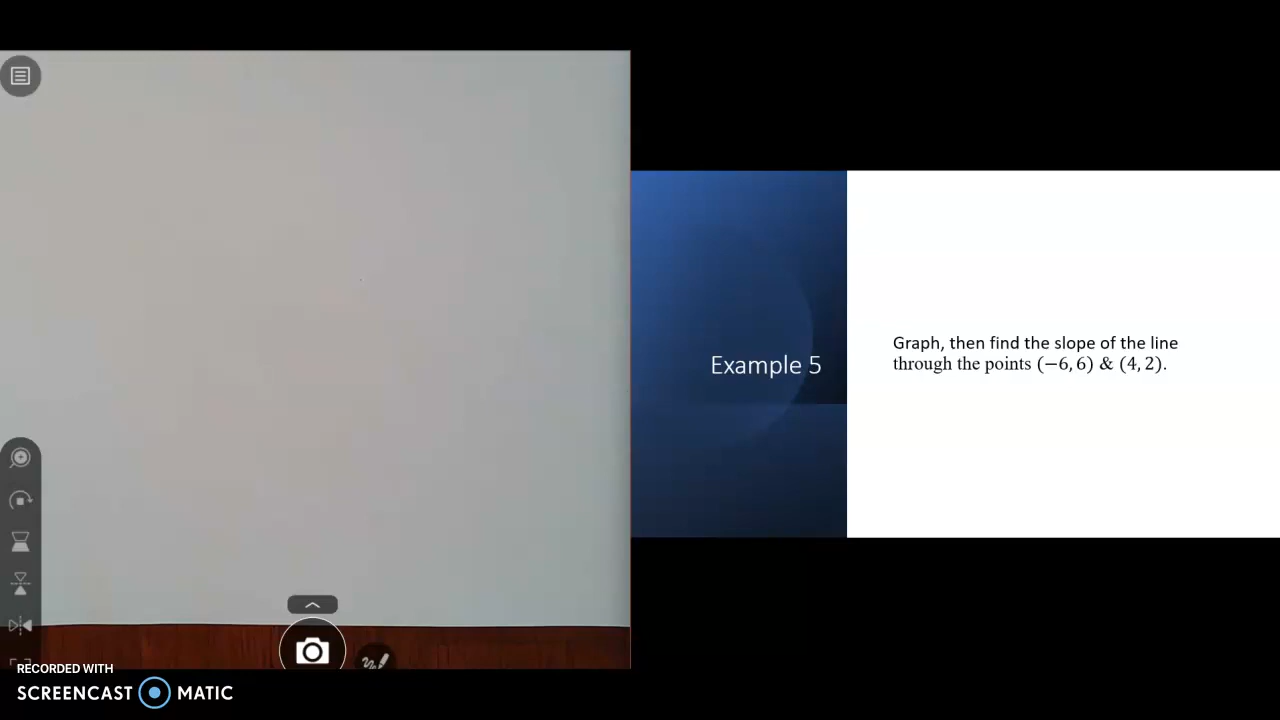 Example 5
Graph, then find the slope of the line
through the points (−6, 6) & (4, 2).
RECORDED WITH
SCREENCAST MATIC